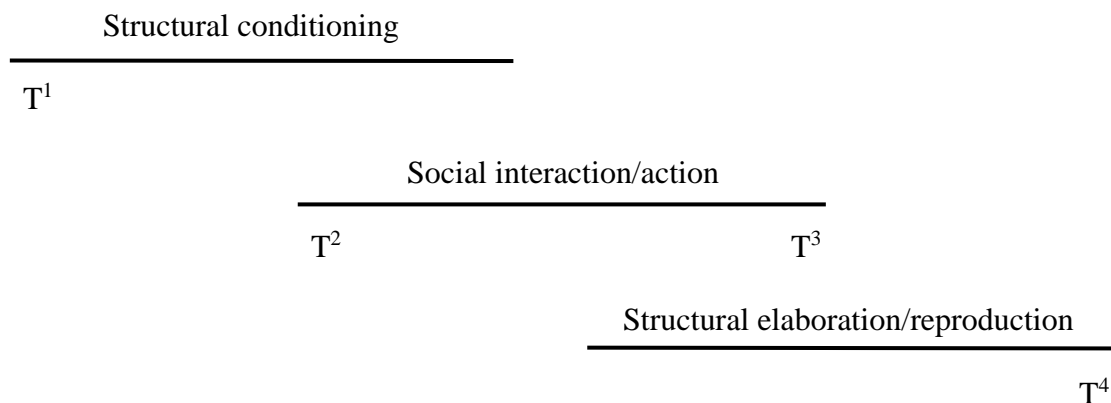 Structural conditioning
T¹
Social interaction/action
T² T³
Structural elaboration/reproduction
T⁴